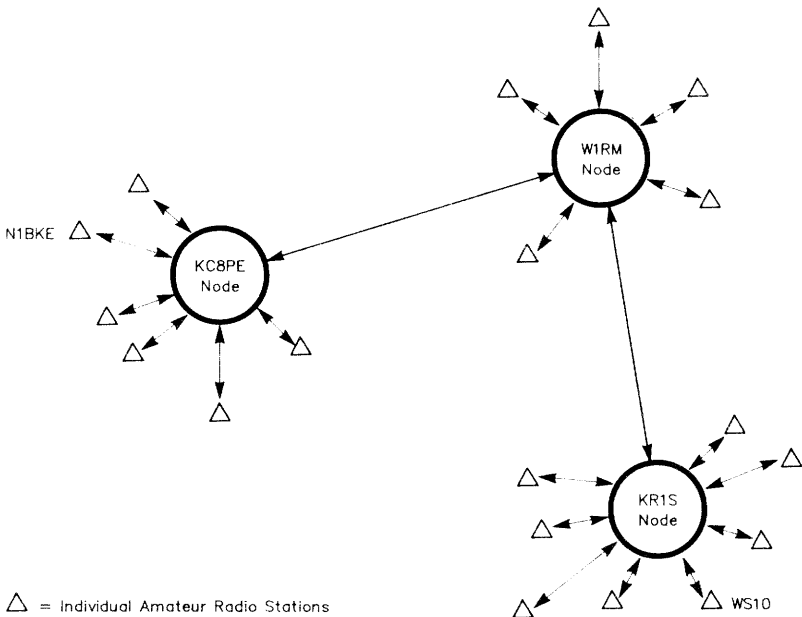 W1RM
Node
N1BKE
KC8PE
Node
KR1S
Node
WS1O
△ = Individual Amateur Radio Stations